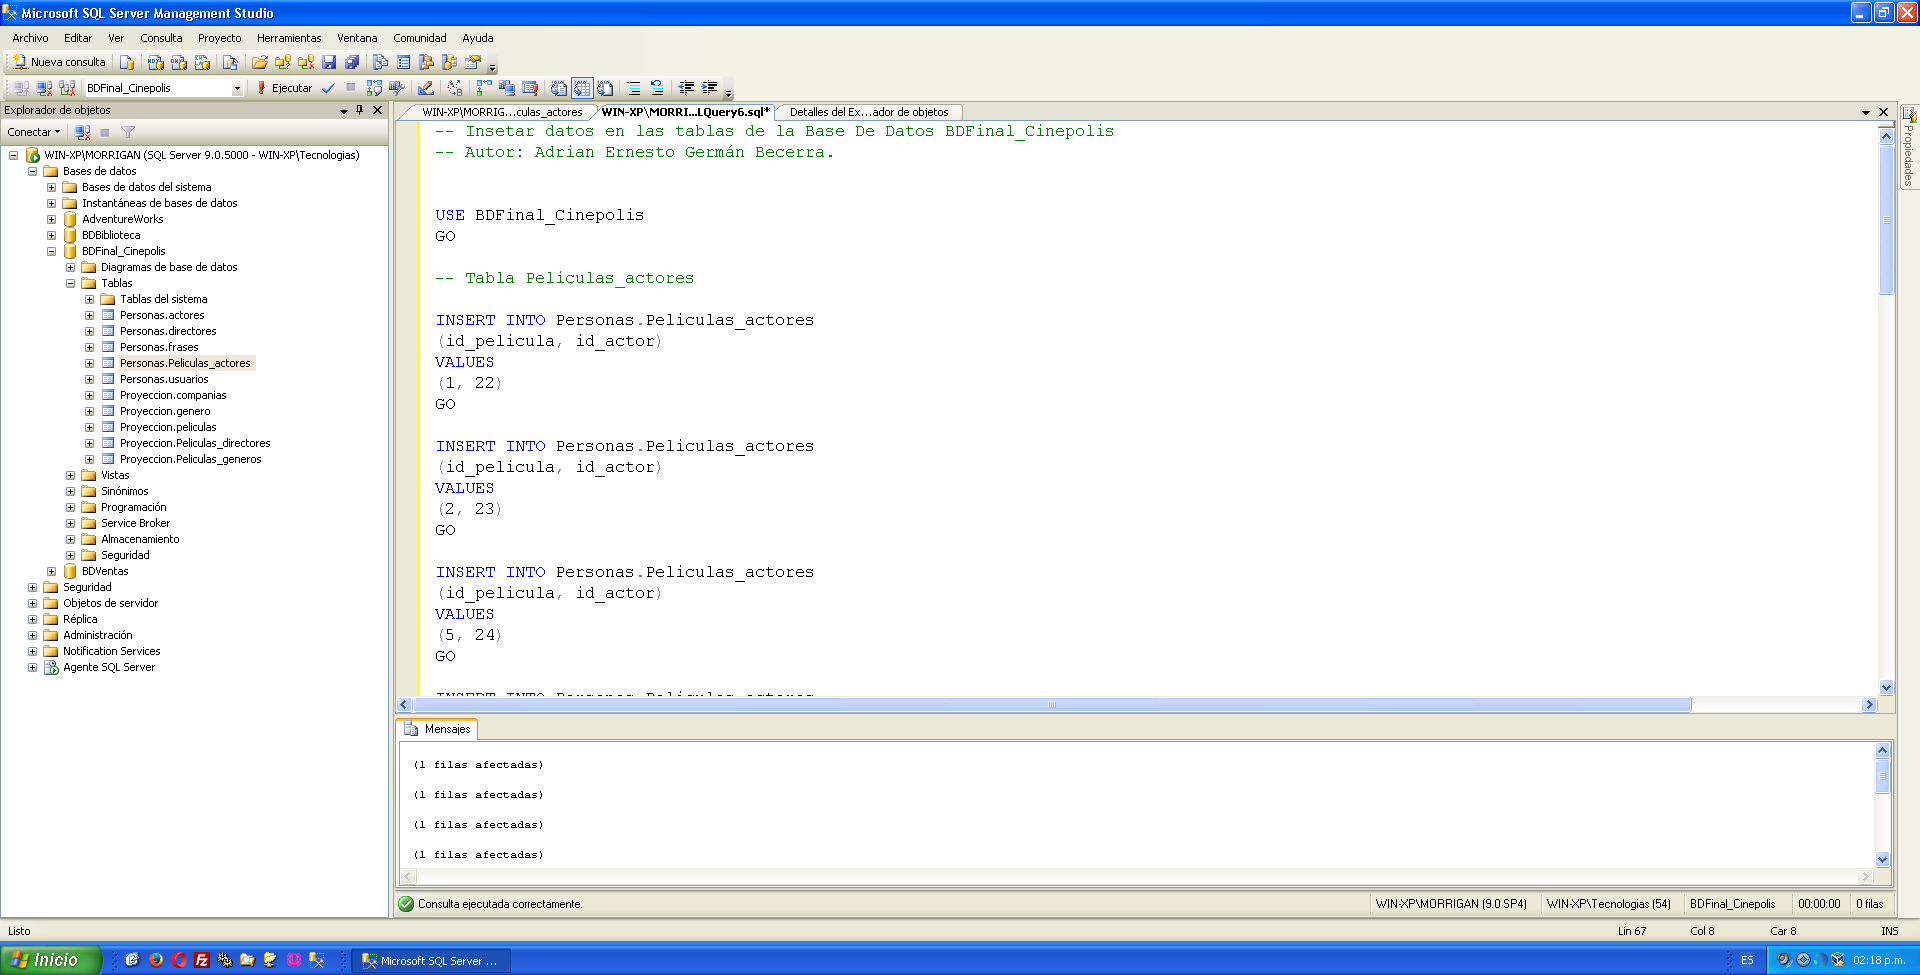 Microsoft SQL Server Management Studio
Archivo Editar Ver Consulta Proyecto Herramientas Ventana Comunidad Ayuda
Nueva consulta
BDFinal_Cinepolis Ejecutar
Explorador de objetos
Conectar
WIN-XP\MORRIGAN (SQL Server 9.0.5000 - WIN-XP\Tecnologias)
Bases de datos
Bases de datos del sistema
Instantáneas de bases de datos
AdventureWorks
BDBiblioteca
BDFinal_Cinepolis
Diagramas de base de datos
Tablas
Tablas del sistema
Personas.actores
Personas.directores
Personas.frases
Personas.Peliculas_actores
Personas.usuarios
Proyeccion.companias
Proyeccion.genero
Proyeccion.peliculas
Proyeccion.Peliculas_directores
Proyeccion.Peliculas_generos
Vistas
Sinónimos
Programación
Service Broker
Almacenamiento
Seguridad
BDVentas
Seguridad
Objetos de servidor
Réplica
Administración
Notification Services
Agente SQL Server
WIN-XP\MORRIG...culas_actores WIN-XP\MORRI...LQuery6.sql* Detalles del Ex...ador de objetos
-- Insetar datos en las tablas de la Base De Datos BDFinal_Cinepolis
-- Autor: Adrian Ernesto Germán Becerra.
USE BDFinal_Cinepolis
GO
-- Tabla Peliculas_actores
INSERT INTO Personas.Peliculas_actores
(id_pelicula, id_actor)
VALUES
(1, 22)
GO
INSERT INTO Personas.Peliculas_actores
(id_pelicula, id_actor)
VALUES
(2, 23)
GO
INSERT INTO Personas.Peliculas_actores
(id_pelicula, id_actor)
VALUES
(5, 24)
GO
INSERT INTO Personas.Peliculas_actores
Propiedades
Mensajes
(1 filas afectadas)
(1 filas afectadas)
(1 filas afectadas)
(1 filas afectadas)
Consulta ejecutada correctamente. WIN-XP\MORRIGAN (9.0 SP4) WIN-XP\Tecnologias (54) BDFinal_Cinepolis 00:00:00 0 filas
Listo Lín 67 Col 8 Car 8 INS
Inicio Microsoft SQL Server ... ES 02:18 p.m.